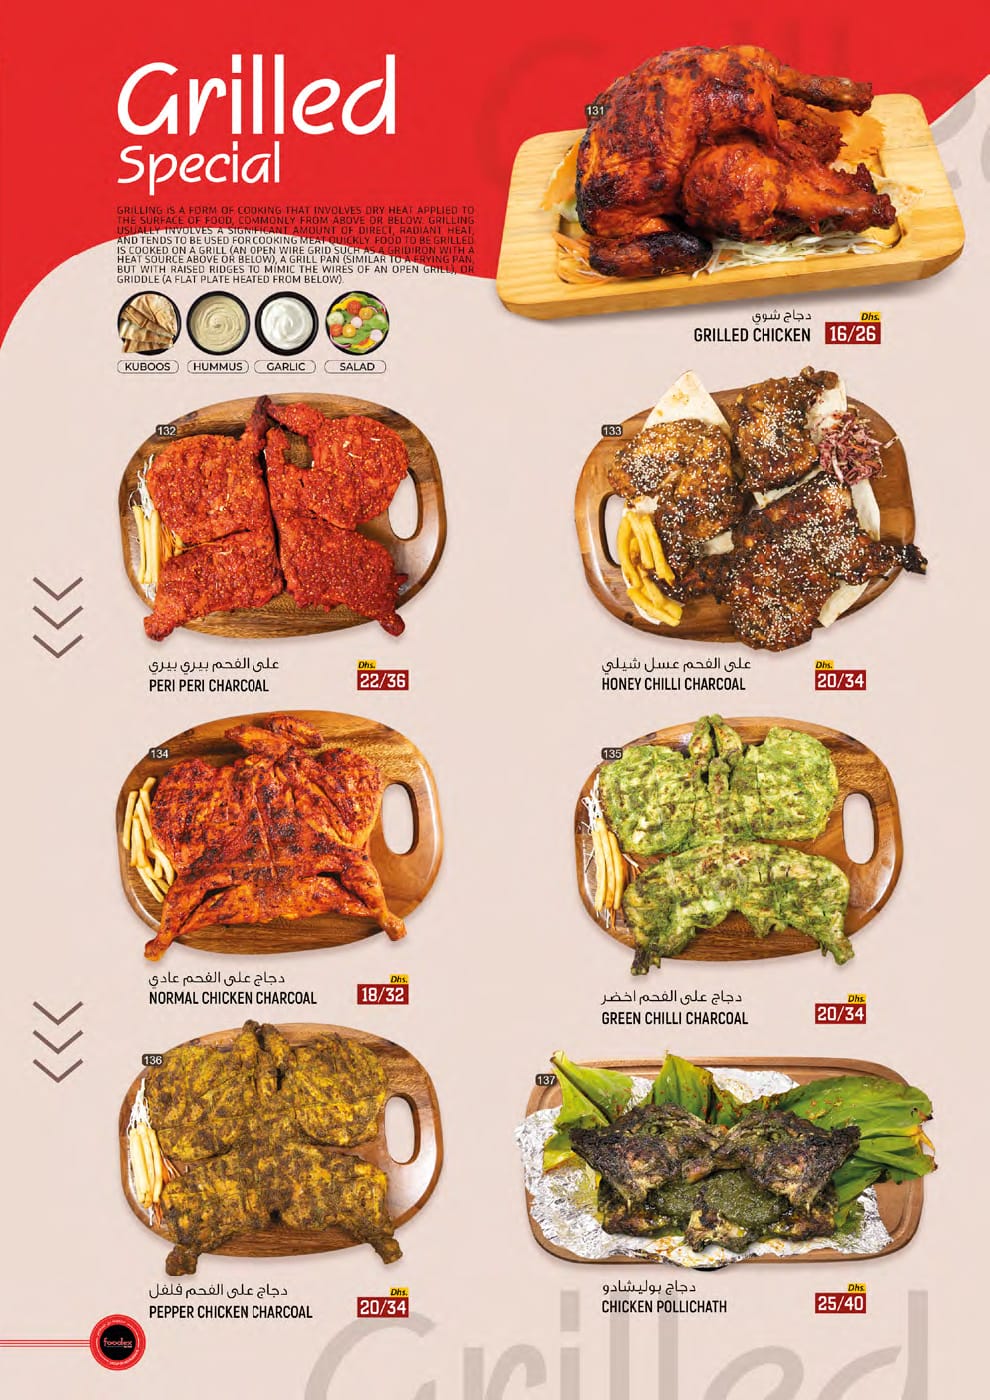 Grilled
Special
GRILLING IS A FORM OF COOKING THAT INVOLVES DRY HEAT APPLIED TO
THE SURFACE OF FOOD, COMMONLY FROM ABOVE OR BELOW. GRILLING
USUALLY INVOLVES A SIGNIFICANT AMOUNT OF DIRECT, RADIANT HEAT,
AND TENDS TO BE USED FOR COOKING MEAT QUICKLY. FOOD TO BE GRILLED
IS COOKED ON A GRILL (AN OPEN WIRE GRID SUCH AS A GRIDIRON WITH A
HEAT SOURCE ABOVE OR BELOW), A GRILL PAN (SIMILAR TO A FRYING PAN,
BUT WITH RAISED RIDGES TO MIMIC THE WIRES OF AN OPEN GRILL), OR
GRIDDLE (A FLAT PLATE HEATED FROM BELOW).
KUBOOS HUMMUS GARLIC SALAD
131
دجاج شوي
GRILLED CHICKEN
Dhs.
16/26
132
على الفحم بيري بيري
PERI PERI CHARCOAL
Dhs.
22/36
133
على الفحم عسل شيلي
HONEY CHILLI CHARCOAL
Dhs.
20/34
134
دجاج على الفحم عادي
NORMAL CHICKEN CHARCOAL
Dhs.
18/32
135
دجاج على الفحم اخضر
GREEN CHILLI CHARCOAL
Dhs.
20/34
136
دجاج على الفحم فلفل
PEPPER CHICKEN CHARCOAL
Dhs.
20/34
137
دجاج بوليشادو
CHICKEN POLLICHATH
Dhs.
25/40
foodex
Grilled